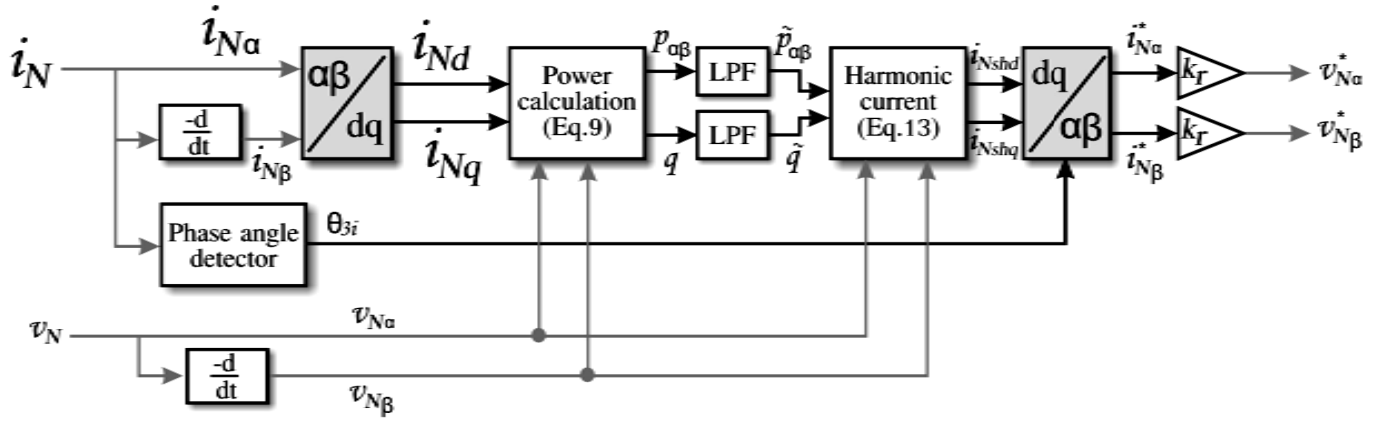 i_N
i_Nα
-d
dt
i_Nβ
αβ
dq
i_Nd
i_Nq
Phase angle
detector
θ_3i
Power
calculation
(Eq.9)
p_αβ
q
LPF
LPF
p̃_αβ
q̃
Harmonic
current
(Eq.13)
i_Nshd
i_Nshq
dq
αβ
i*_Nα
i*_Nβ
k_r
k_r
v*_Nα
v*_Nβ
v_N
v_Nα
-d
dt
v_Nβ